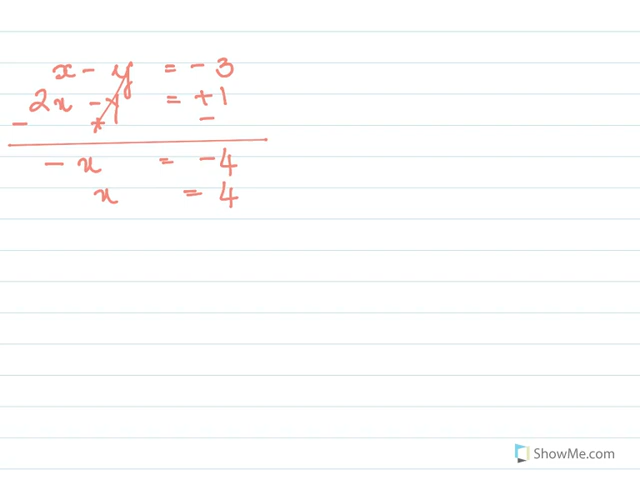 x - y = - 3
2x - y = + 1
- + -
- x = - 4
x = 4
ShowMe.com